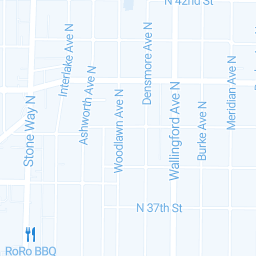 N 42nd St
Stone Way N
Interlake Ave N
Ashworth Ave N
Woodlawn Ave N
Densmore Ave N
Wallingford Ave N
Burke Ave N
Meridian Ave N
N 37th St
RoRo BBQ